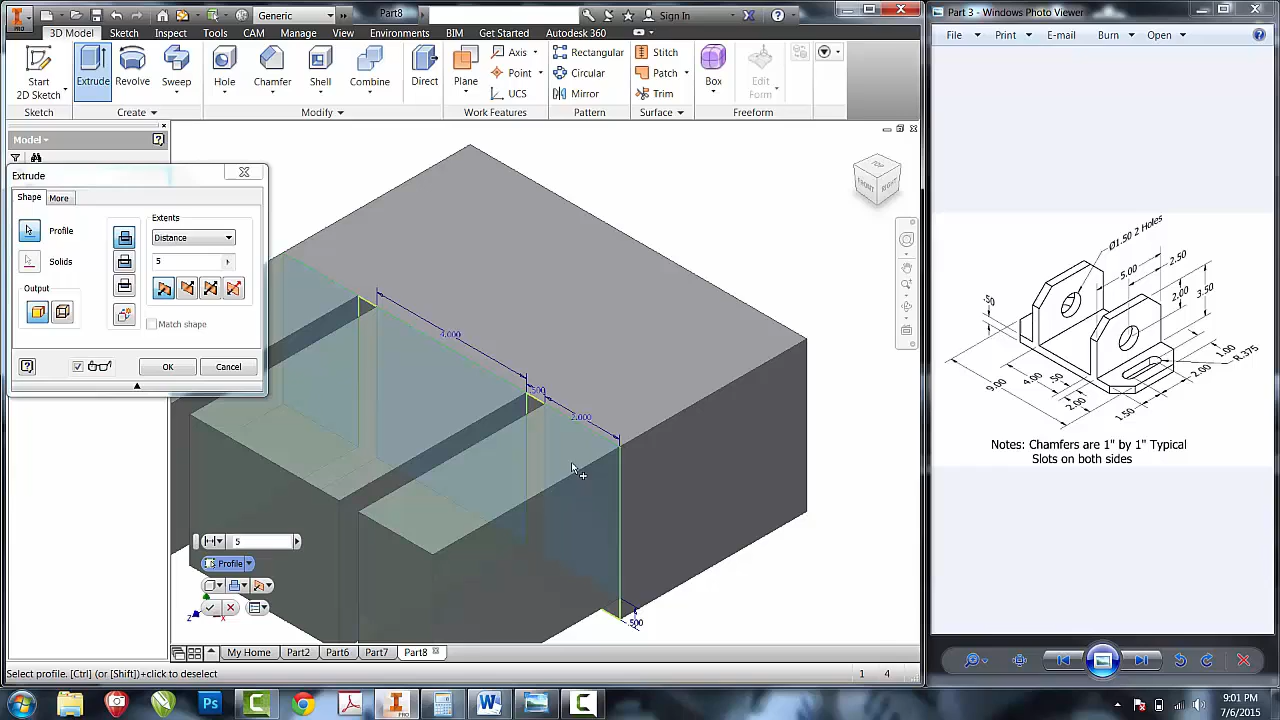 Generic
Part8
Sign In
Part 3 - Windows Photo Viewer
3D Model
Sketch
Inspect
Tools
CAM
Manage
View
Environments
BIM
Get Started
Autodesk 360
File
Print
E-mail
Burn
Open
PRO
Start
2D Sketch
Extrude
Revolve
Sweep
Hole
Chamfer
Shell
Combine
Direct
Plane
Axis
Point
UCS
Rectangular
Circular
Mirror
Stitch
Patch
Trim
Box
Edit
Form
Sketch
Create
Modify
Work Features
Pattern
Surface
Freeform
Model
Extrude
Shape
More
Profile
Solids
Output
Extents
Distance
5
Match shape
OK
Cancel
TOP
FRONT
RIGHT
4.000
.500
2.000
.500
5
Profile
z
x
Ø1.50 2 Holes
5.00
2.50
2.00
3.50
.50
9.00
4.00
.50
2.00
1.50
2.00
1.00
R.375
Notes: Chamfers are 1" by 1" Typical
Slots on both sides
My Home
Part2
Part6
Part7
Part8
Select profile. [Ctrl] (or [Shift])+click to deselect
1
4
Ps
PRO
9:01 PM
7/6/2015